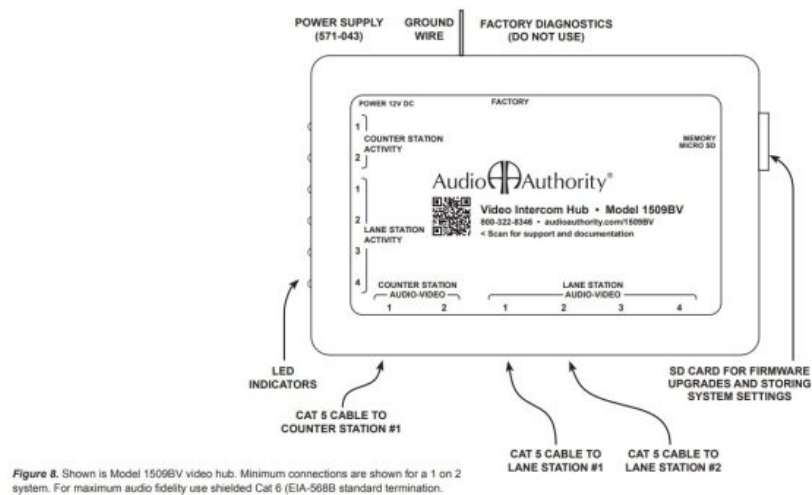 POWER SUPPLY
(571-043)
GROUND
WIRE
FACTORY DIAGNOSTICS
(DO NOT USE)
POWER 12V DC
FACTORY
1
2
COUNTER STATION
ACTIVITY
MEMORY
MICRO SD
1
2
3
4
LANE STATION
ACTIVITY
Audio Authority®
Video Intercom Hub • Model 1509BV
800-322-8346 • audioauthority.com/1509BV
< Scan for support and documentation
COUNTER STATION
AUDIO-VIDEO
1 2
LANE STATION
AUDIO-VIDEO
1 2 3 4
LED
INDICATORS
CAT 5 CABLE TO
COUNTER STATION #1
CAT 5 CABLE TO
LANE STATION #1
CAT 5 CABLE TO
LANE STATION #2
SD CARD FOR FIRMWARE
UPGRADES AND STORING
SYSTEM SETTINGS
Figure 8. Shown is Model 1509BV video hub. Minimum connections are shown for a 1 on 2
system. For maximum audio fidelity use shielded Cat 6 (EIA-568B standard termination.